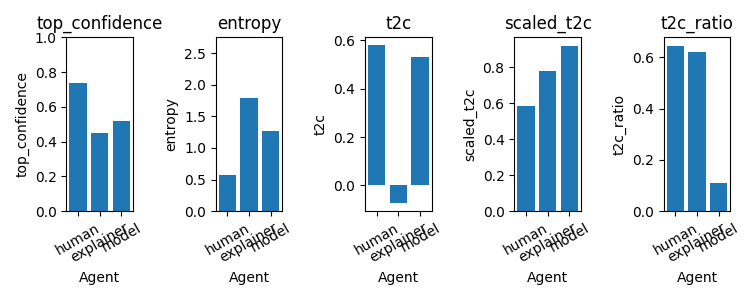 top_confidence
entropy
t2c
scaled_t2c
t2c_ratio
top_confidence
1.0
0.8
0.6
0.4
0.2
0.0
human
explainer
model
Agent
entropy
2.5
2.0
1.5
1.0
0.5
0.0
human
explainer
model
Agent
t2c
0.6
0.4
0.2
0.0
human
explainer
model
Agent
scaled_t2c
0.8
0.6
0.4
0.2
0.0
human
explainer
model
Agent
t2c_ratio
0.6
0.4
0.2
0.0
human
explainer
model
Agent